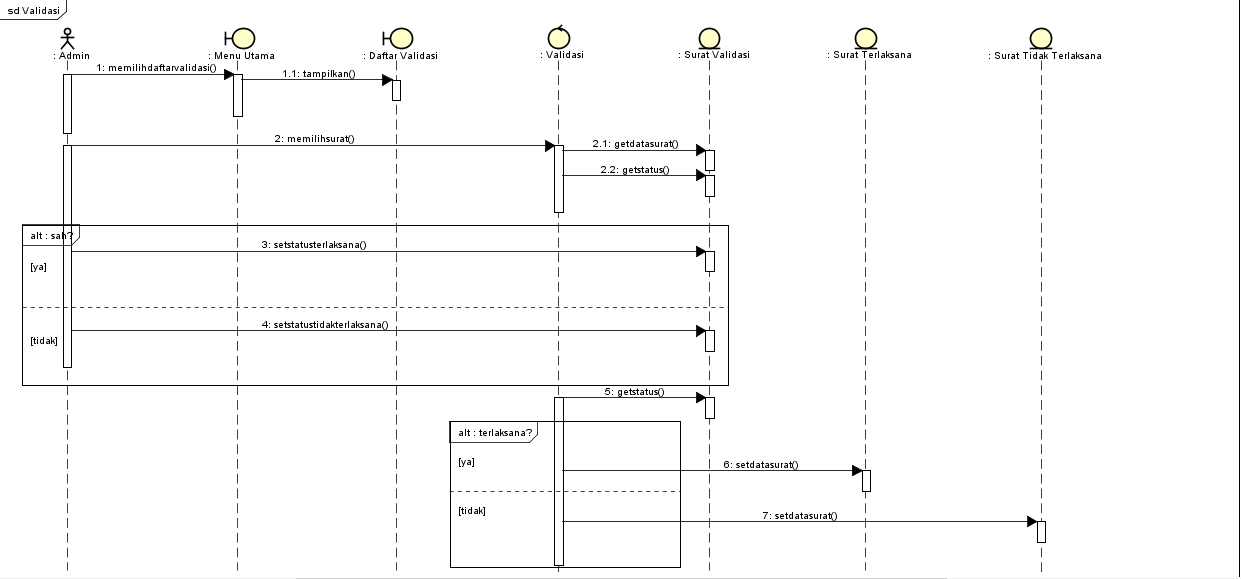 sd Validasi
: Admin
: Menu Utama
: Daftar Validasi
: Validasi
: Surat Validasi
: Surat Terlaksana
: Surat Tidak Terlaksana
1: memilihdaftarvalidasi()
1.1: tampilkan()
2: memilihsurat()
2.1: getdatasurat()
2.2: getstatus()
alt : sah?
3: setstatusterlaksana()
[ya]
4: setstatustidakterlaksana()
[tidak]
5: getstatus()
alt : terlaksana?
[ya]
6: setdatasurat()
[tidak]
7: setdatasurat()